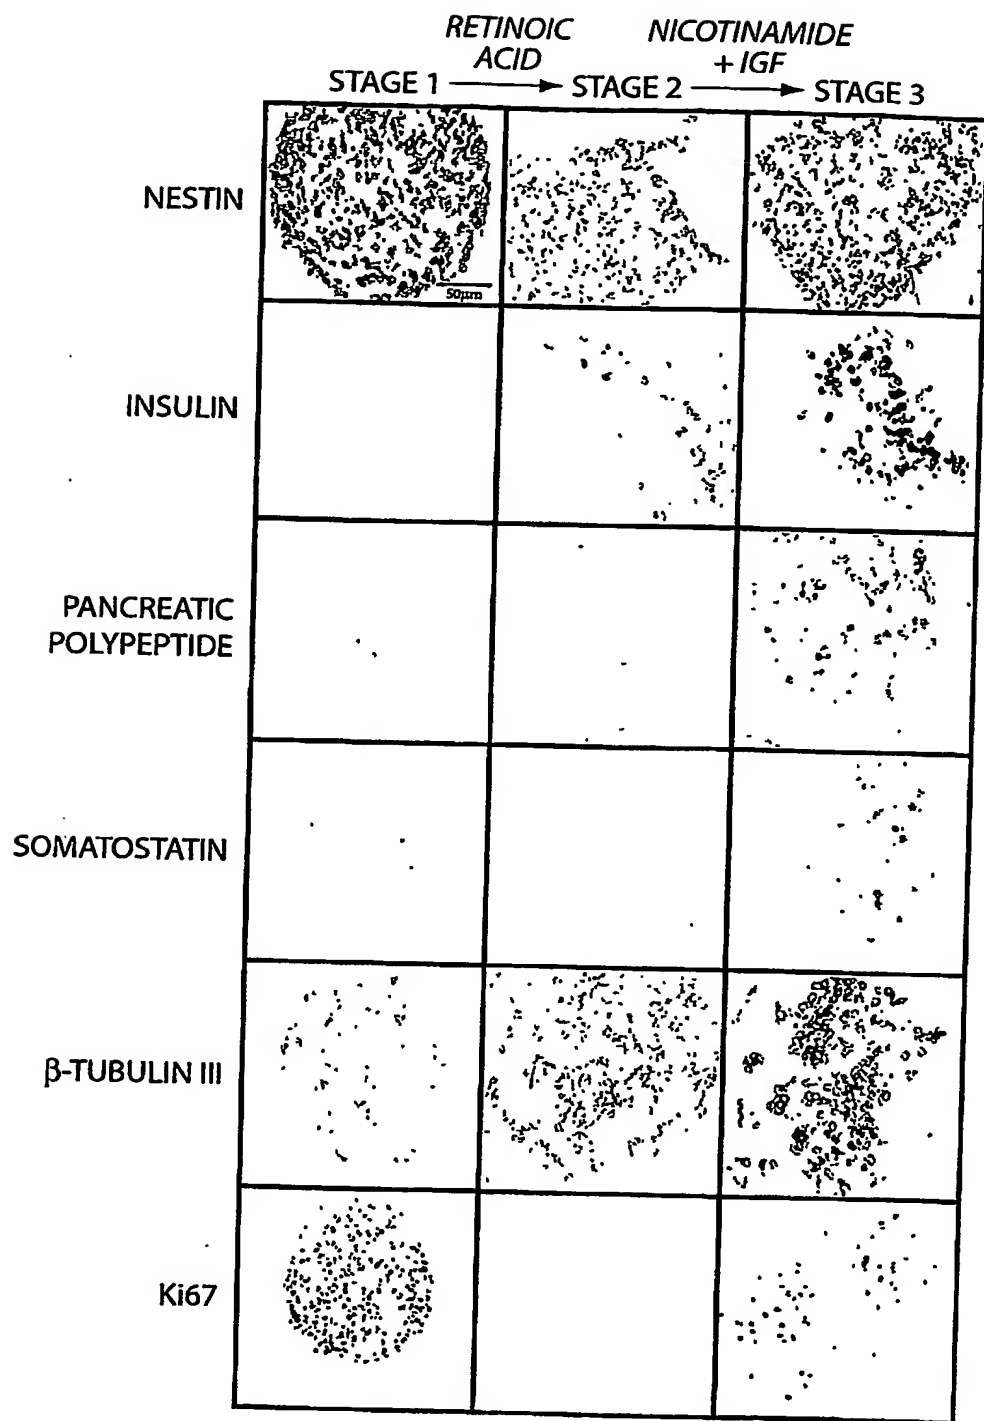 RETINOIC
ACID
NICOTINAMIDE
+ IGF
STAGE 1
STAGE 2
STAGE 3
NESTIN
50µm
INSULIN
PANCREATIC
POLYPEPTIDE
SOMATOSTATIN
β-TUBULIN III
Ki67